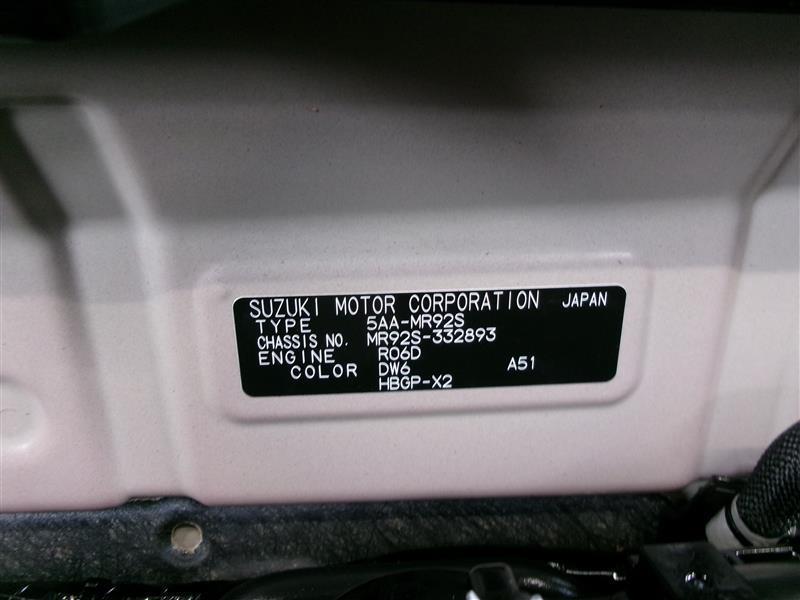 SUZUKI MOTOR CORPORATION JAPAN
TYPE 5AA-MR92S
CHASSIS NO. MR92S-332893
ENGINE R06D
COLOR DW6 A51
HBGP-X2